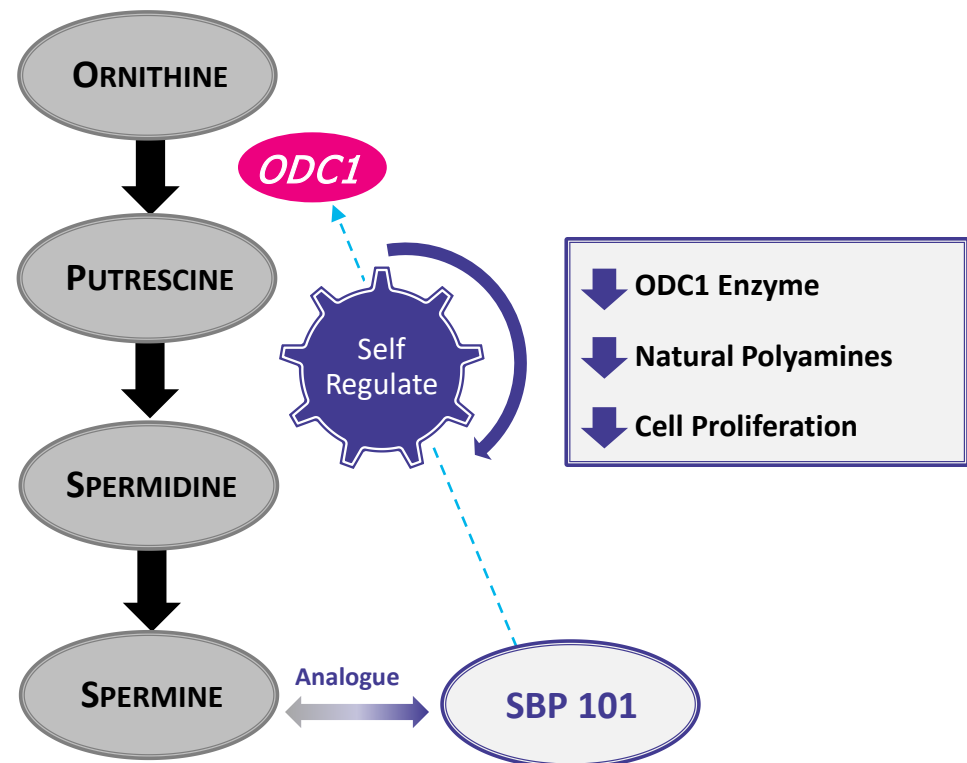 ORNITHINE
ODC1
PUTRESCINE
Self
Regulate
ODC1 Enzyme
Natural Polyamines
Cell Proliferation
SPERMIDINE
SPERMINE
Analogue
SBP 101